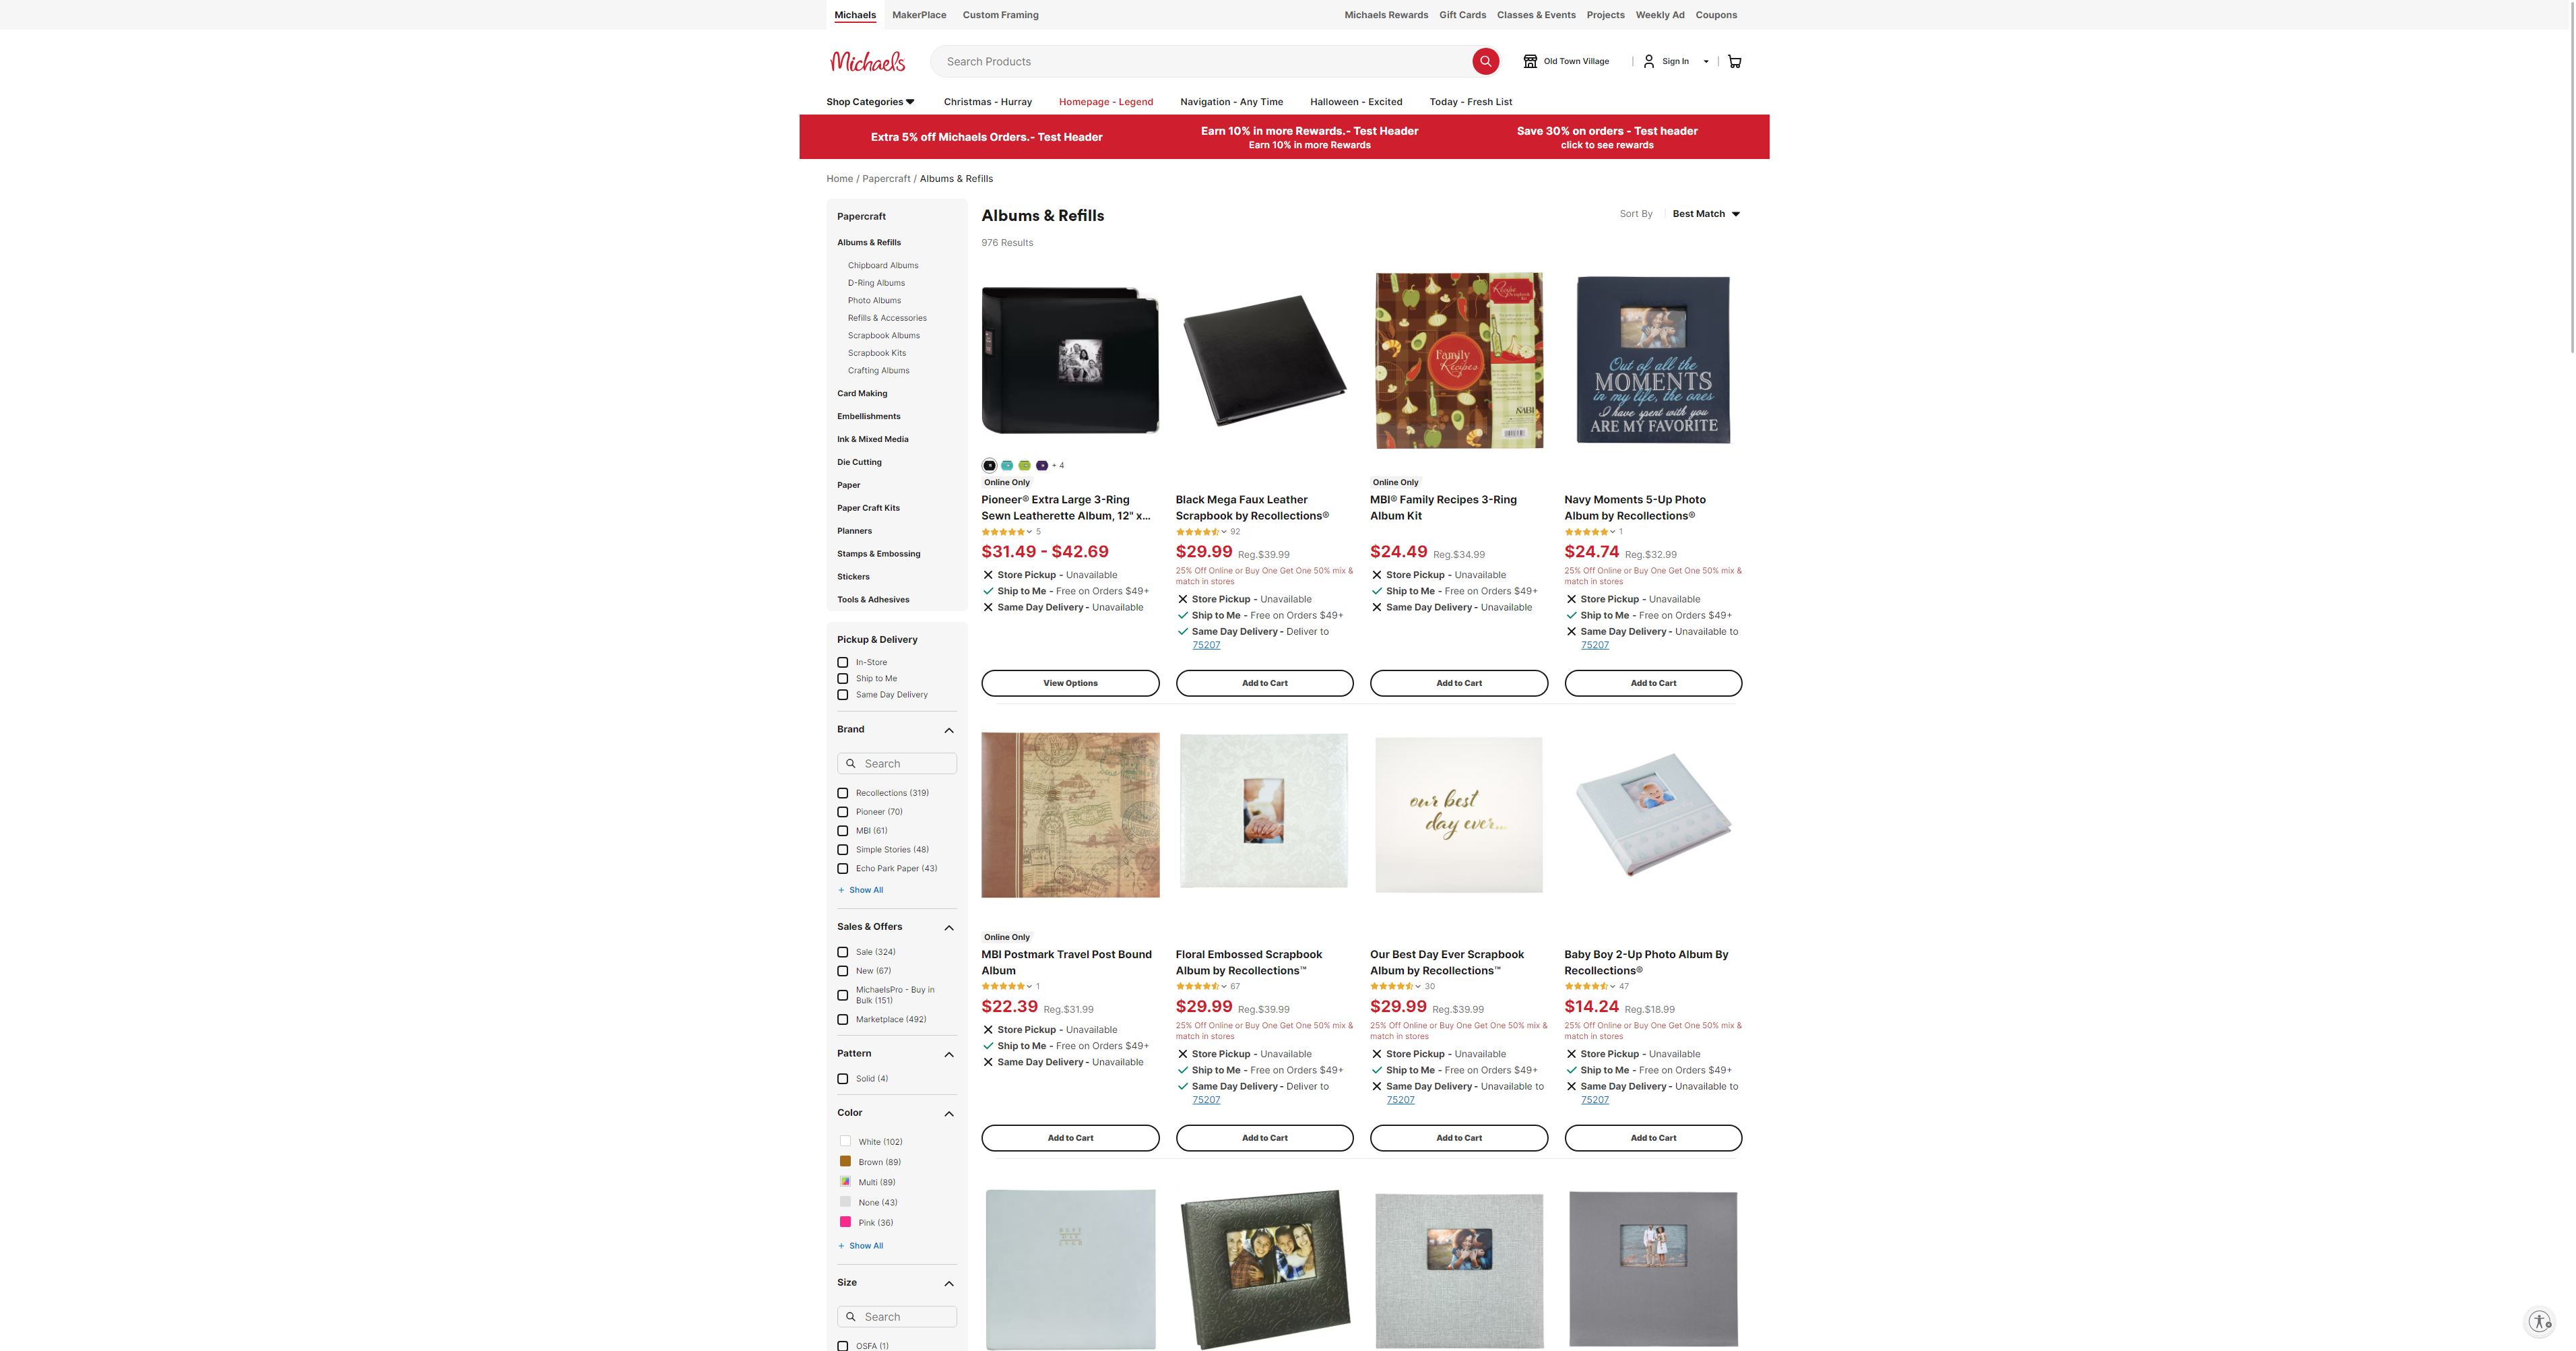 Michaels MakerPlace Custom Framing
Michaels Rewards Gift Cards Classes & Events Projects Weekly Ad Coupons
Michaels
Search Products
Old Town Village
Sign In
Shop Categories Christmas - Hurray Homepage - Legend Navigation - Any Time Halloween - Excited Today - Fresh List
Extra 5% off Michaels Orders.- Test Header
Earn 10% in more Rewards.- Test Header
Earn 10% in more Rewards
Save 30% on orders - Test header
click to see rewards
Home / Papercraft / Albums & Refills
Papercraft
Albums & Refills
Chipboard Albums
D-Ring Albums
Photo Albums
Refills & Accessories
Scrapbook Albums
Scrapbook Kits
Crafting Albums
Card Making
Embellishments
Ink & Mixed Media
Die Cutting
Paper
Paper Craft Kits
Planners
Stamps & Embossing
Stickers
Tools & Adhesives
Pickup & Delivery
In-Store
Ship to Me
Same Day Delivery
Brand
Search
Recollections (319)
Pioneer (70)
MBI (61)
Simple Stories (48)
Echo Park Paper (43)
+ Show All
Sales & Offers
Sale (324)
New (67)
MichaelsPro - Buy in
Bulk (151)
Marketplace (492)
Pattern
Solid (4)
Color
White (102)
Brown (89)
Multi (89)
None (43)
Pink (36)
+ Show All
Size
Search
OSFA (1)
Albums & Refills
Sort By Best Match
976 Results
+ 4
Online Only
Pioneer® Extra Large 3-Ring
Sewn Leatherette Album, 12" x...
5
$31.49 - $42.69
Store Pickup - Unavailable
Ship to Me - Free on Orders $49+
Same Day Delivery - Unavailable
View Options
Black Mega Faux Leather
Scrapbook by Recollections®
92
$29.99 Reg.$39.99
25% Off Online or Buy One Get One 50% mix &
match in stores
Store Pickup - Unavailable
Ship to Me - Free on Orders $49+
Same Day Delivery - Deliver to
75207
Add to Cart
Recipe
Family
Recipes
MBI
Online Only
MBI® Family Recipes 3-Ring
Album Kit
$24.49 Reg.$34.99
Store Pickup - Unavailable
Ship to Me - Free on Orders $49+
Same Day Delivery - Unavailable
Add to Cart
Out of all the
MOMENTS
in my life, the ones
I have spent with you
ARE MY FAVORITE
Navy Moments 5-Up Photo
Album by Recollections®
1
$24.74 Reg.$32.99
25% Off Online or Buy One Get One 50% mix &
match in stores
Store Pickup - Unavailable
Ship to Me - Free on Orders $49+
Same Day Delivery - Unavailable to
75207
Add to Cart
Online Only
MBI Postmark Travel Post Bound
Album
1
$22.39 Reg.$31.99
Store Pickup - Unavailable
Ship to Me - Free on Orders $49+
Same Day Delivery - Unavailable
Add to Cart
Floral Embossed Scrapbook
Album by Recollections™
67
$29.99 Reg.$39.99
25% Off Online or Buy One Get One 50% mix &
match in stores
Store Pickup - Unavailable
Ship to Me - Free on Orders $49+
Same Day Delivery - Deliver to
75207
Add to Cart
our best
day ever...
Our Best Day Ever Scrapbook
Album by Recollections™
30
$29.99 Reg.$39.99
25% Off Online or Buy One Get One 50% mix &
match in stores
Store Pickup - Unavailable
Ship to Me - Free on Orders $49+
Same Day Delivery - Unavailable to
75207
Add to Cart
Baby Boy 2-Up Photo Album By
Recollections®
47
$14.24 Reg.$18.99
25% Off Online or Buy One Get One 50% mix &
match in stores
Store Pickup - Unavailable
Ship to Me - Free on Orders $49+
Same Day Delivery - Unavailable to
75207
Add to Cart